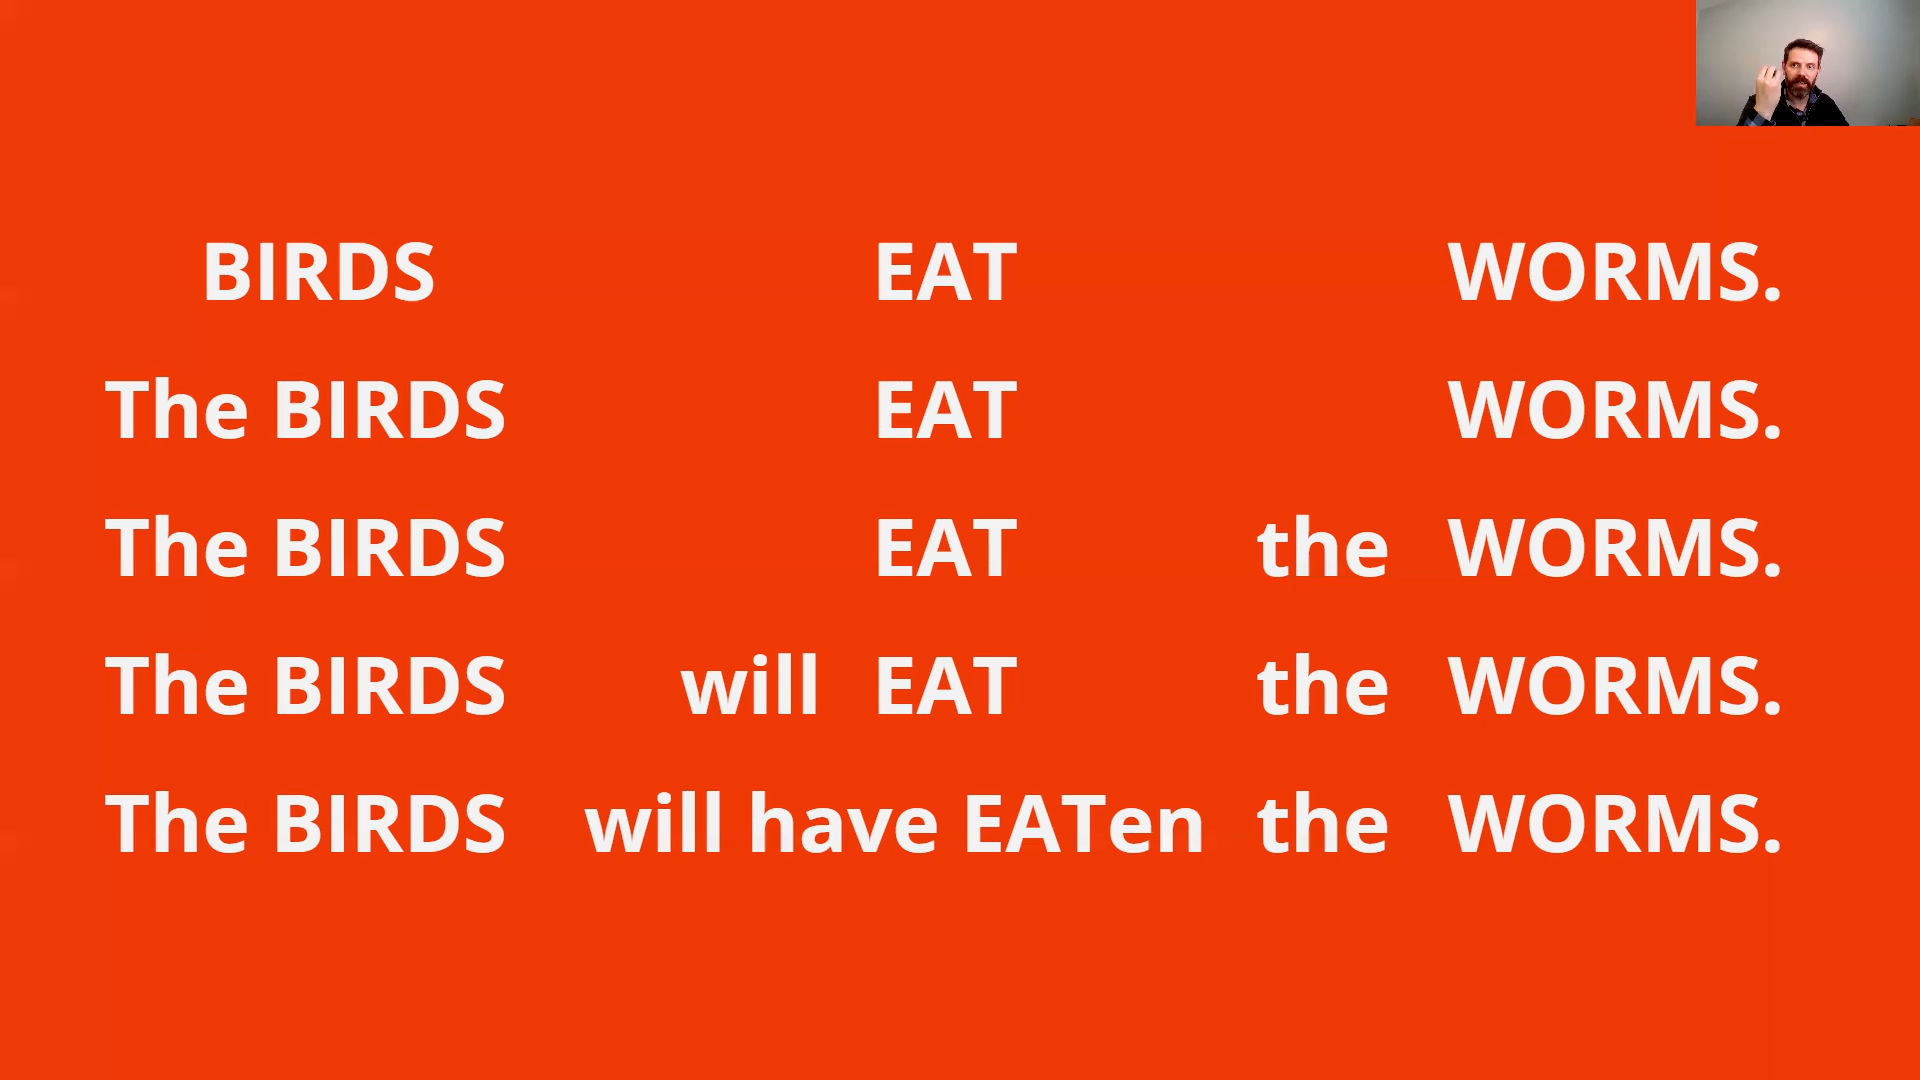 BIRDS EAT WORMS.
The BIRDS EAT WORMS.
The BIRDS EAT the WORMS.
The BIRDS will EAT the WORMS.
The BIRDS will have EATen the WORMS.